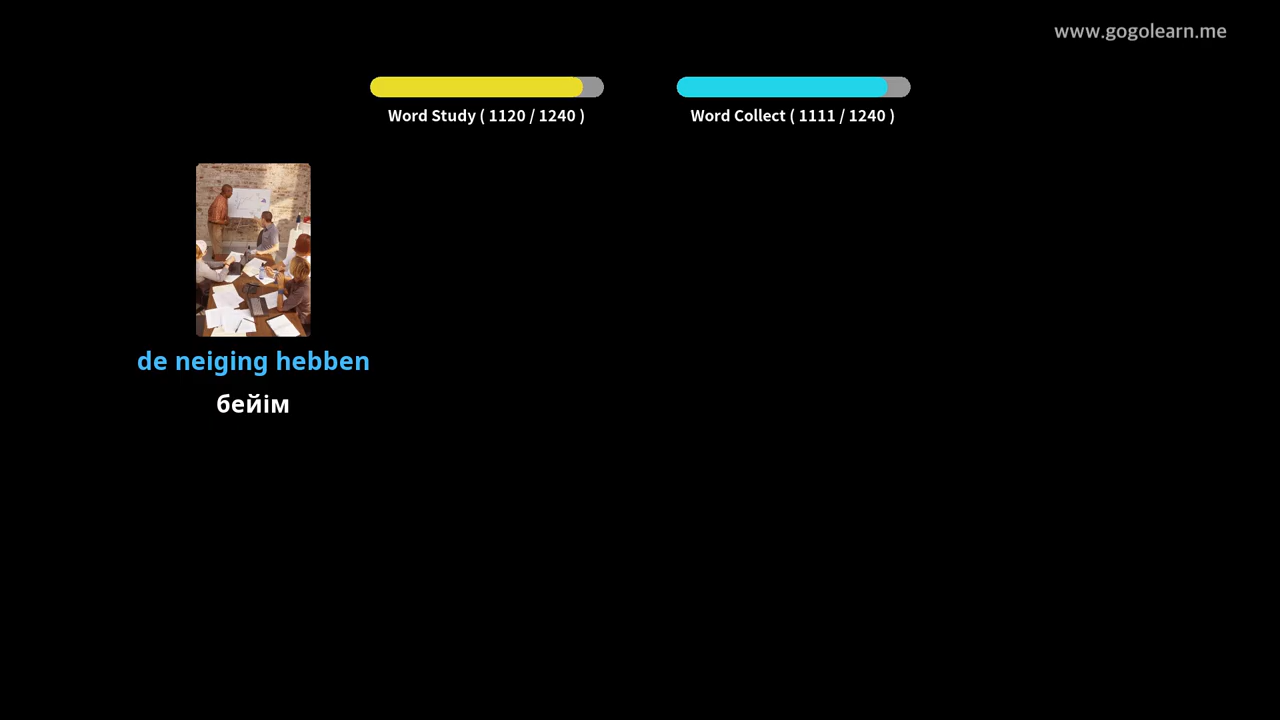 www.gogolearn.me
Word Study ( 1120 / 1240 )
Word Collect ( 1111 / 1240 )
de neiging hebben
бейім